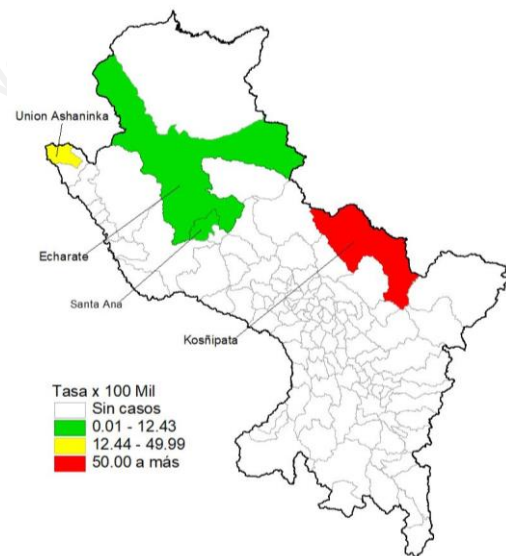 Union Ashaninka
Echarate
Santa Ana
Kosñipata
Tasa x 100 Mil
Sin casos
0.01 - 12.43
12.44 - 49.99
50.00 a más